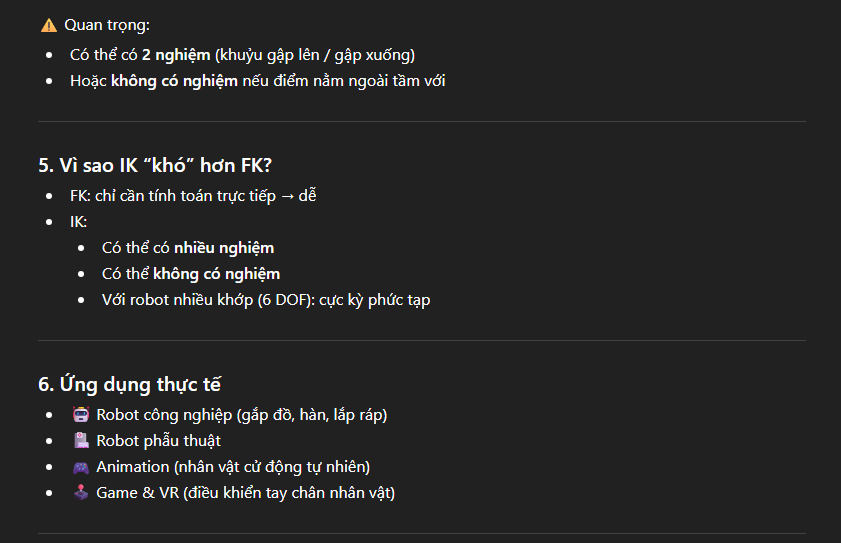 ⚠️ Quan trọng:
• Có thể có 2 nghiệm (khuỷu gập lên / gập xuống)
• Hoặc không có nghiệm nếu điểm nằm ngoài tầm với
5. Vì sao IK “khó” hơn FK?
• FK: chỉ cần tính toán trực tiếp → dễ
• IK:
• Có thể có nhiều nghiệm
• Có thể không có nghiệm
• Với robot nhiều khớp (6 DOF): cực kỳ phức tạp
6. Ứng dụng thực tế
• 🤖 Robot công nghiệp (gắp đồ, hàn, lắp ráp)
• Robot phẫu thuật
• 🎮 Animation (nhân vật cử động tự nhiên)
• 🕹️ Game & VR (điều khiển tay chân nhân vật)